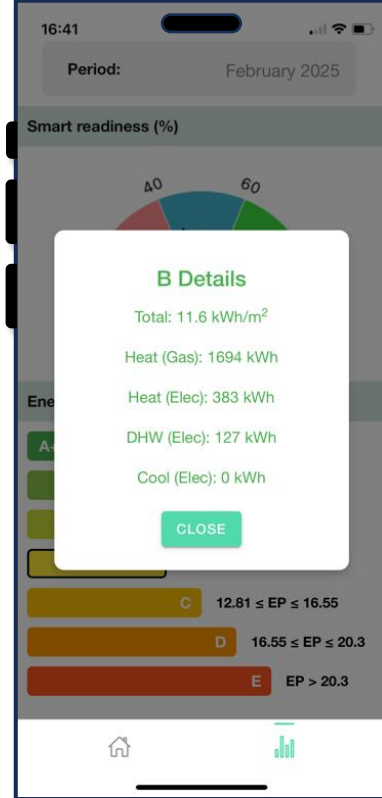 16:41
Period: February 2025
Smart readiness (%)
40 60
B Details
Total: 11.6 kWh/m²
Heat (Gas): 1694 kWh
Heat (Elec): 383 kWh
DHW (Elec): 127 kWh
Cool (Elec): 0 kWh
CLOSE
C 12.81 ≤ EP ≤ 16.55
D 16.55 ≤ EP ≤ 20.3
E EP > 20.3